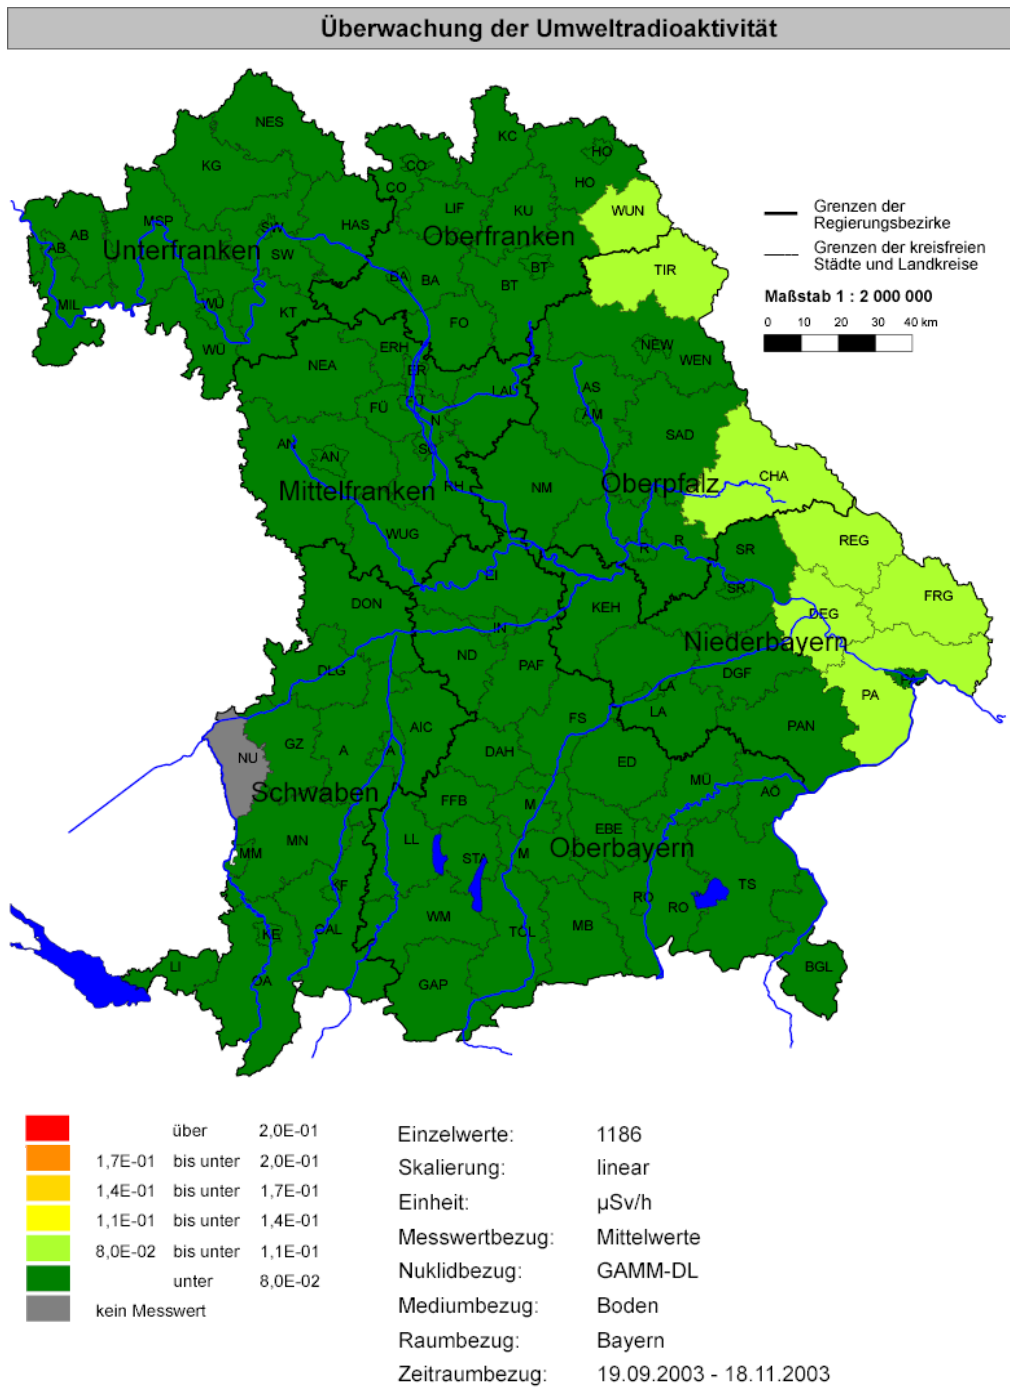 Überwachung der Umweltradioaktivität
NES
KC
KG
CO
HO
CO
HO
MSP
HAS
LIF
KU
WUN
AB
AB
Unterfranken
SW
Oberfranken
SW
BA
BA
BT
BT
TIR
MIL
WÜ
KT
FO
WÜ
NEA
ERH
ER
NEW
WEN
LAU
AS
FÜ
AM
N
SAD
AN
AN
SC
Mittelfranken
RH
NM
Oberpfalz
CHA
WUG
R
R
SR
REG
EI
SR
FRG
DON
KEH
DEG
IN
Niederbayern
ND
PAF
DLG
DGF
LA
PA
PA
AIC
FS
LA
PAN
NU
GZ
A
A
DAH
ED
MÜ
Schwaben
FFB
M
AÖ
MN
LL
EBE
Oberbayern
MM
STA
M
KF
RO
RO
TS
WM
KE
OAL
TÖL
MB
LI
OA
GAP
BGL
Grenzen der
Regierungsbezirke
Grenzen der kreisfreien
Städte und Landkreise
Maßstab 1 : 2 000 000
0 10 20 30 40 km
über 2,0E-01
1,7E-01 bis unter 2,0E-01
1,4E-01 bis unter 1,7E-01
1,1E-01 bis unter 1,4E-01
8,0E-02 bis unter 1,1E-01
unter 8,0E-02
kein Messwert
Einzelwerte: 1186
Skalierung: linear
Einheit: µSv/h
Messwertbezug: Mittelwerte
Nuklidbezug: GAMM-DL
Mediumbezug: Boden
Raumbezug: Bayern
Zeitraumbezug: 19.09.2003 - 18.11.2003